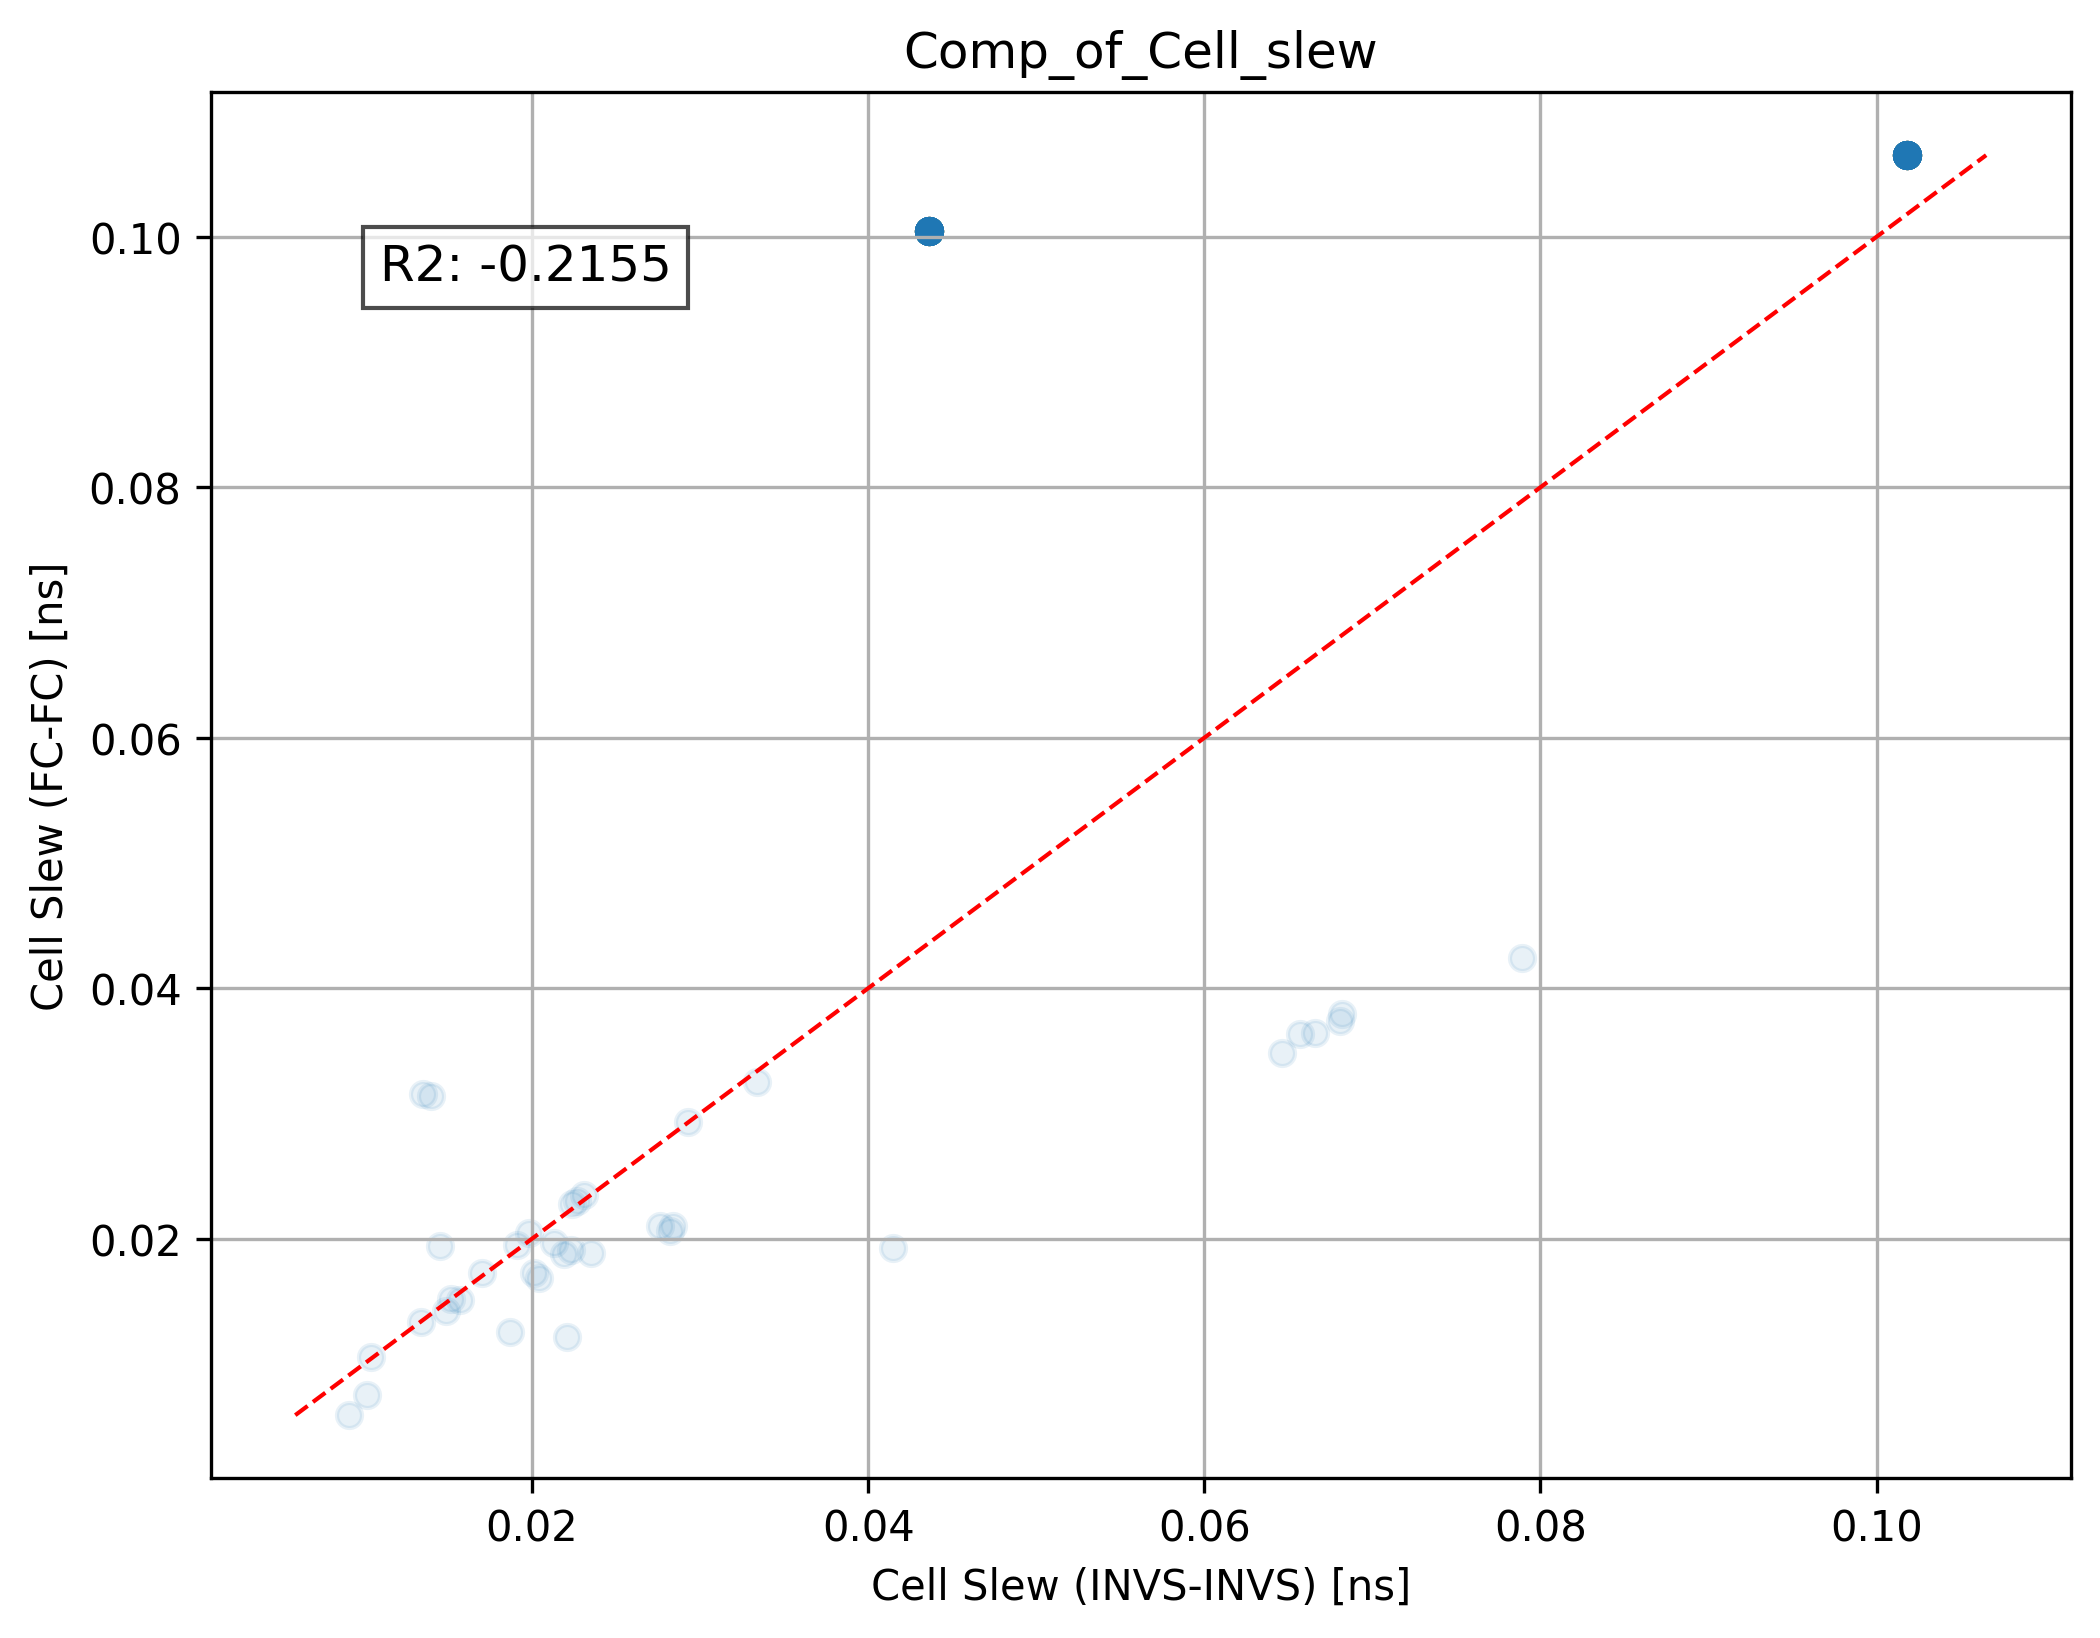 Comp_of_Cell_slew
R2: -0.2155
0.10
0.08
0.06
0.04
0.02
Cell Slew (FC-FC) [ns]
0.02 0.04 0.06 0.08 0.10
Cell Slew (INVS-INVS) [ns]